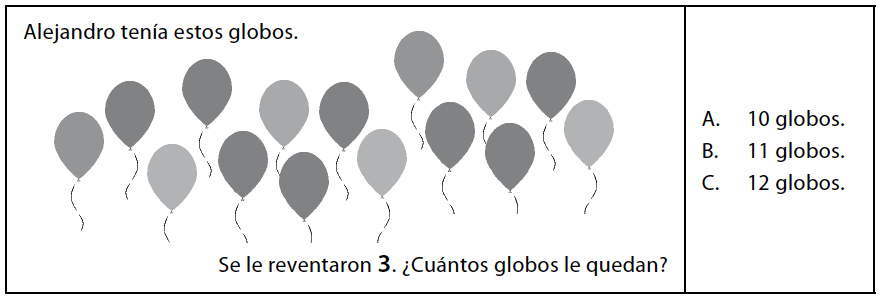 Alejandro tenía estos globos.
Se le reventaron 3. ¿Cuántos globos le quedan?
A. 10 globos.
B. 11 globos.
C. 12 globos.